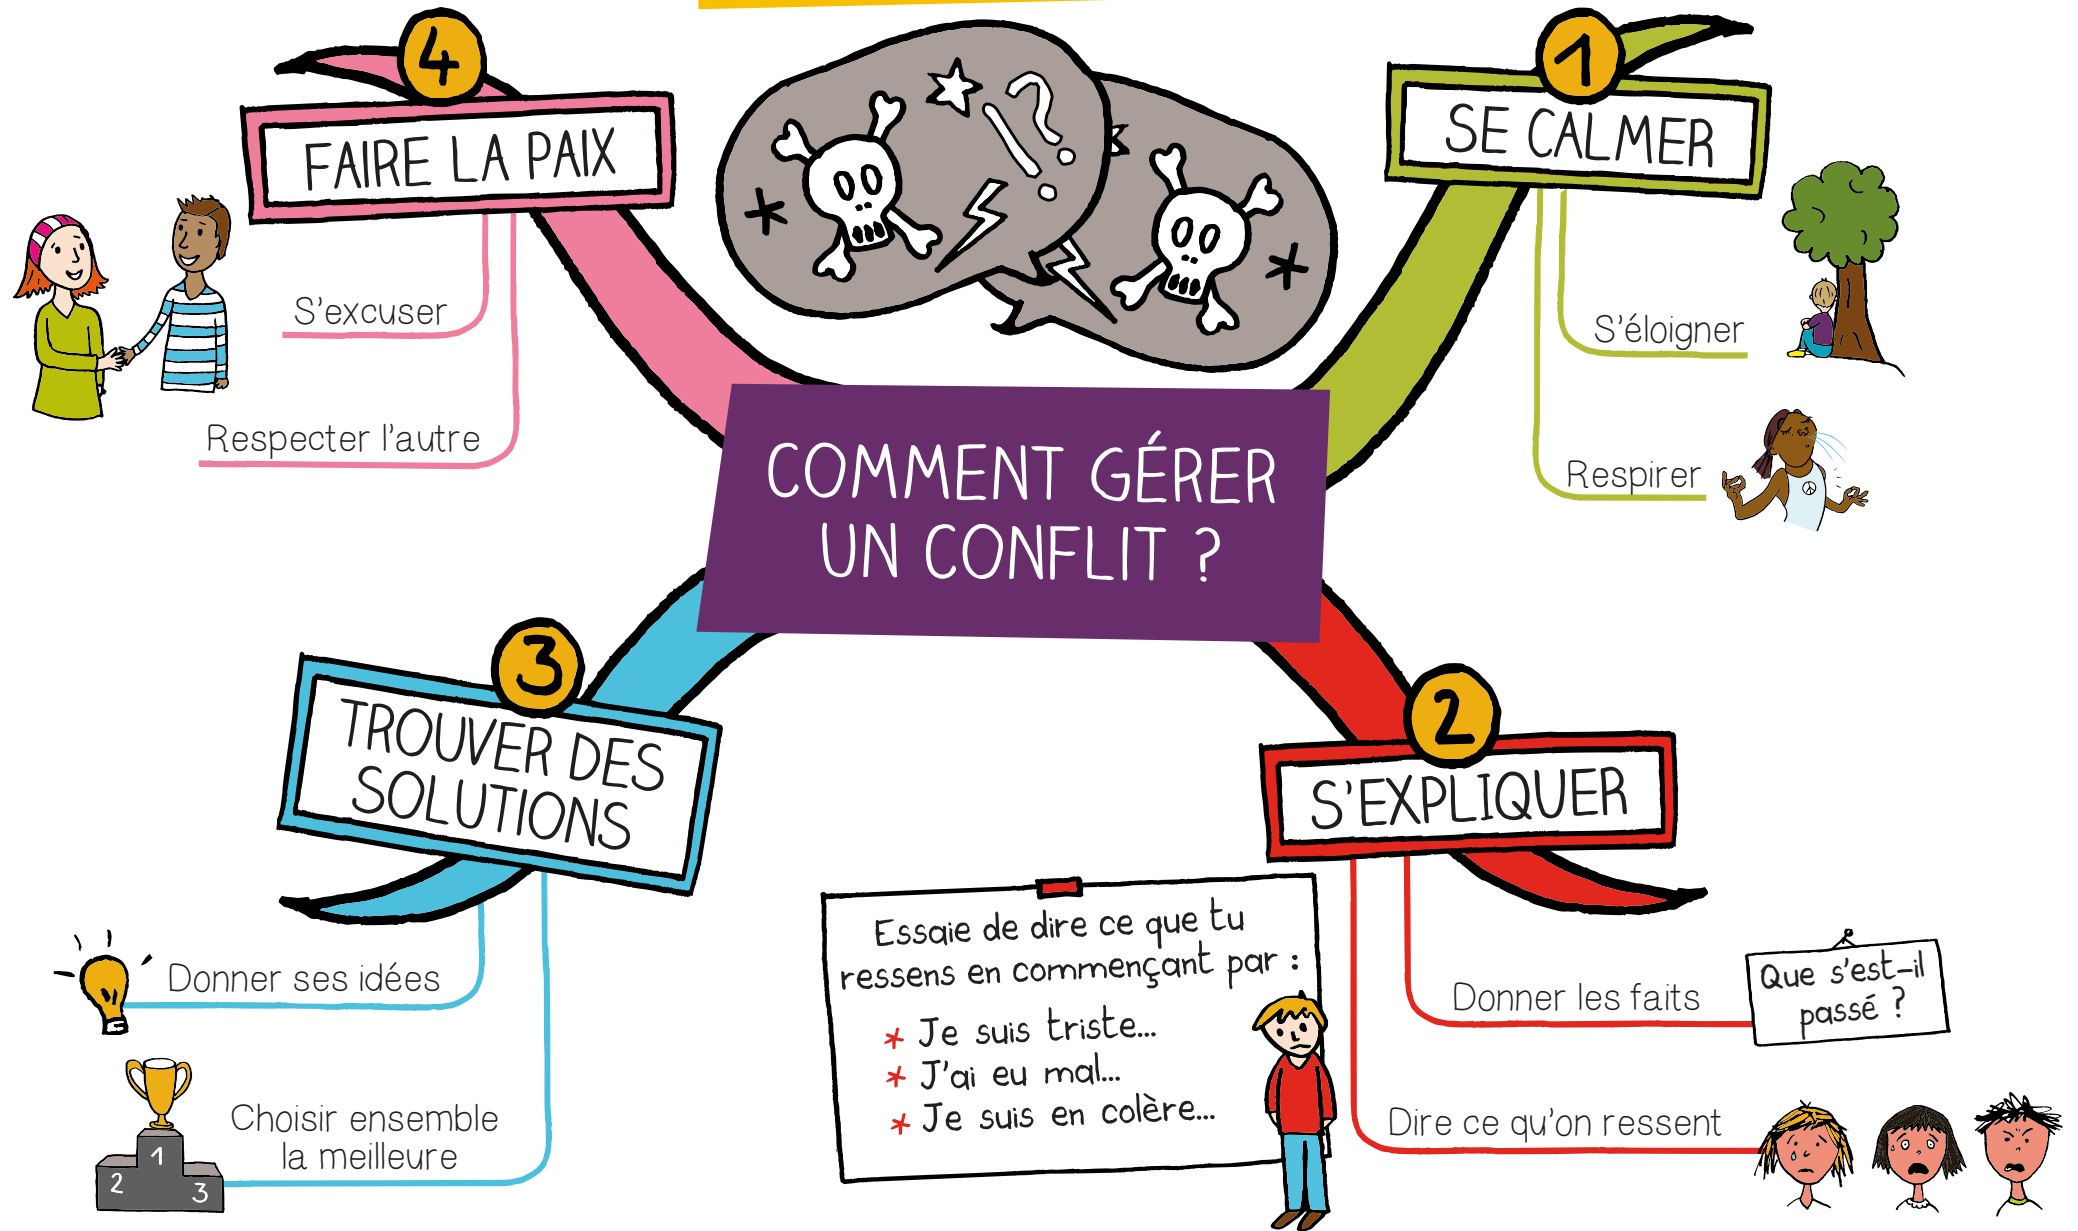 COMMENT GÉRER
UN CONFLIT ?
1
SE CALMER
S'éloigner
Respirer
2
S'EXPLIQUER
Donner les faits
Que s'est-il
passé ?
Dire ce qu'on ressent
Essaie de dire ce que tu
ressens en commençant par :
* Je suis triste...
* J'ai eu mal...
* Je suis en colère...
3
TROUVER DES
SOLUTIONS
Donner ses idées
Choisir ensemble
la meilleure
1
2
3
4
FAIRE LA PAIX
S'excuser
Respecter l'autre